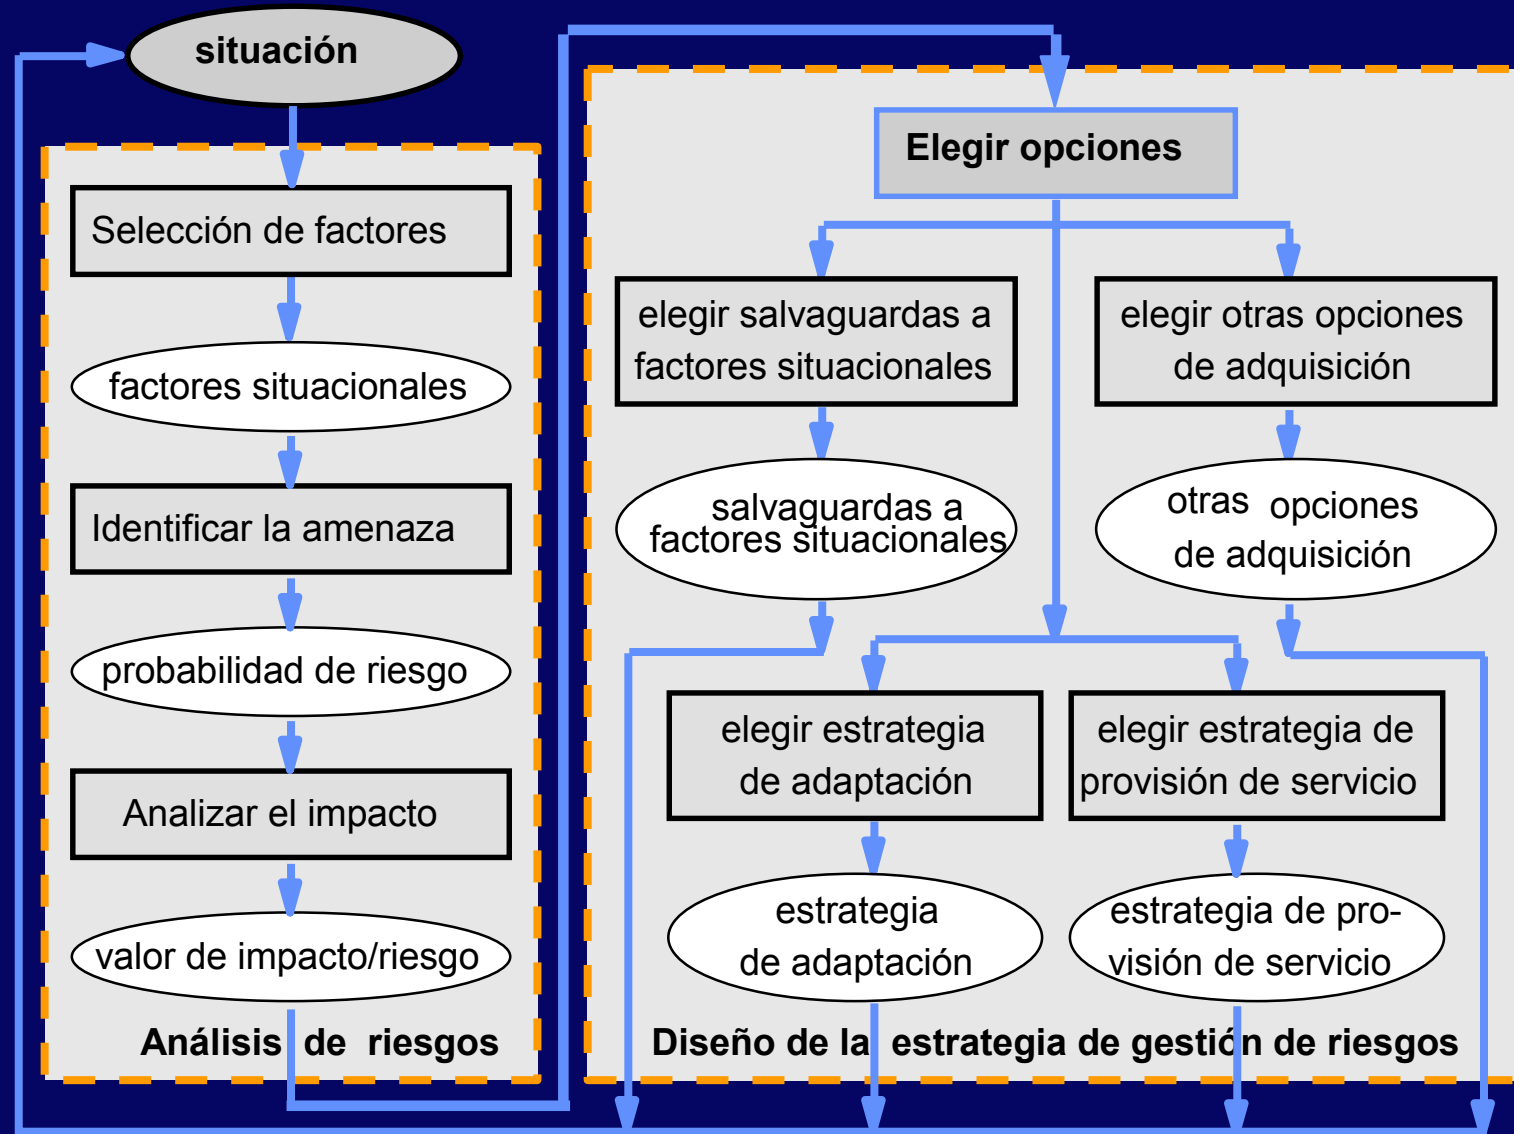 situación
Selección de factores
factores situacionales
Identificar la amenaza
probabilidad de riesgo
Analizar el impacto
valor de impacto/riesgo
Análisis de riesgos
Elegir opciones
elegir salvaguardas a
factores situacionales
elegir otras opciones
de adquisición
salvaguardas a
factores situacionales
otras opciones
de adquisición
elegir estrategia
de adaptación
elegir estrategia de
provisión de servicio
estrategia
de adaptación
estrategia de pro-
visión de servicio
Diseño de la estrategia de gestión de riesgos